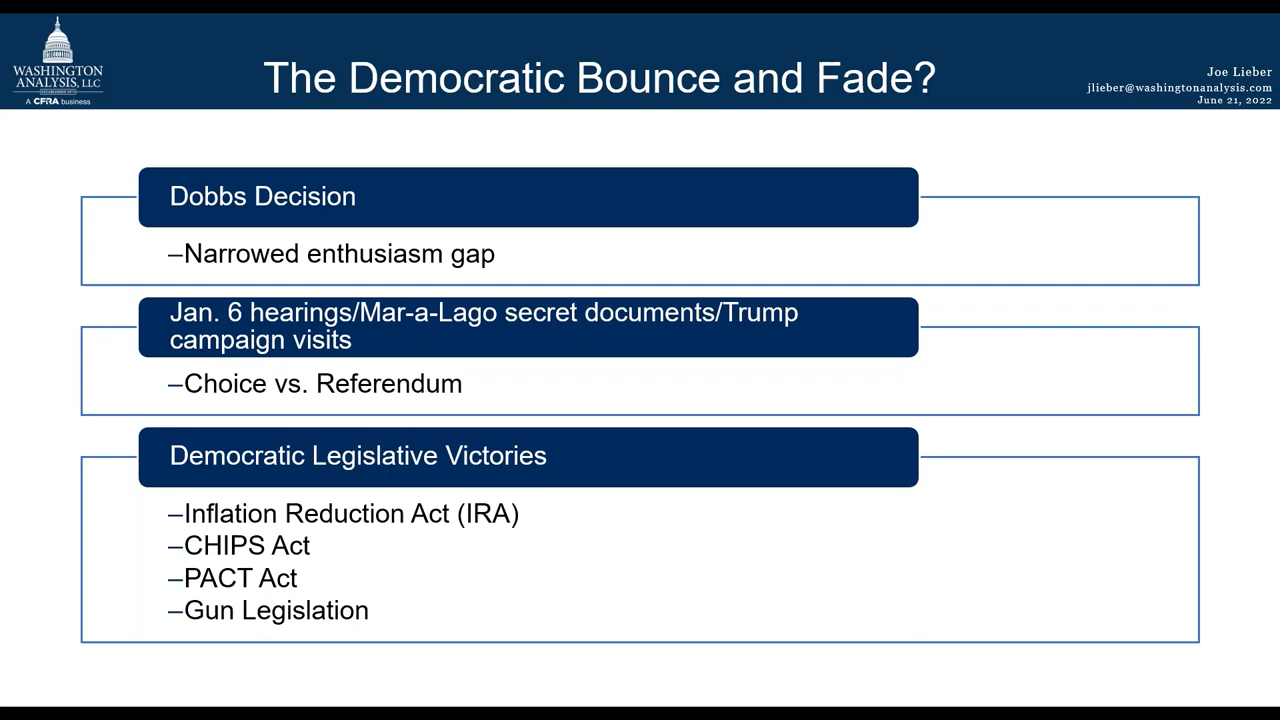 WASHINGTON
ANALYSIS, LLC
ESTABLISHED 1973
A CFRA business
The Democratic Bounce and Fade?
Joe Lieber
jlieber@washingtonanalysis.com
June 21, 2022
Dobbs Decision
–Narrowed enthusiasm gap
Jan. 6 hearings/Mar-a-Lago secret documents/Trump
campaign visits
–Choice vs. Referendum
Democratic Legislative Victories
–Inflation Reduction Act (IRA)
–CHIPS Act
–PACT Act
–Gun Legislation